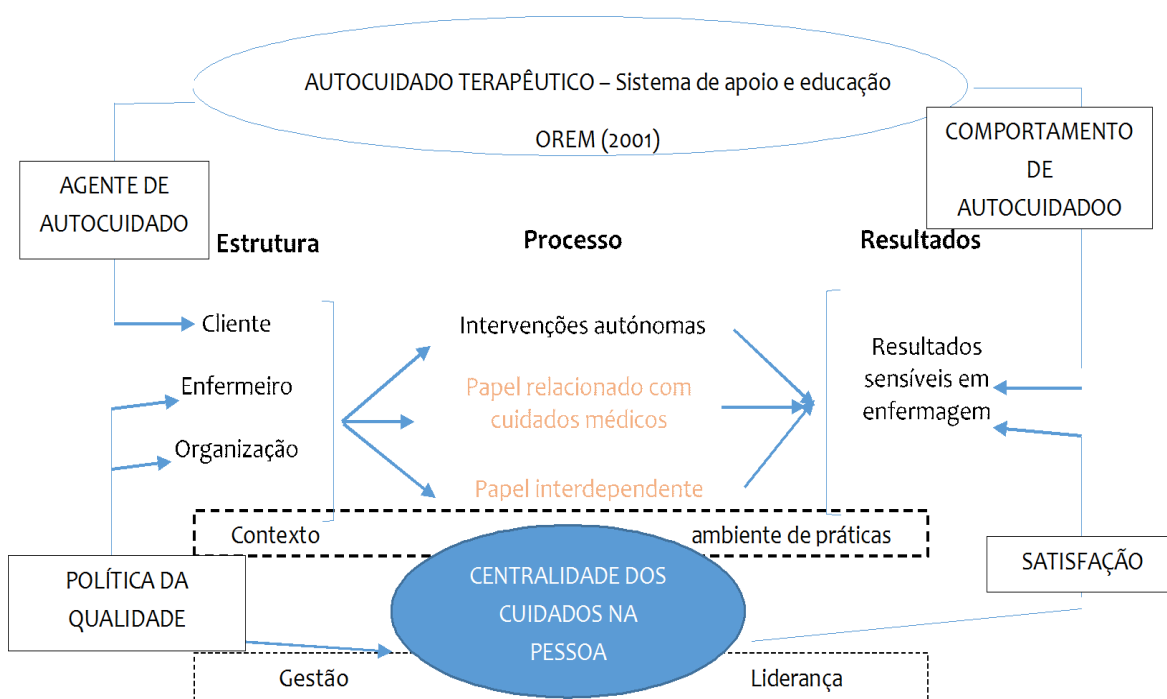 AUTOCUIDADO TERAPÊUTICO – Sistema de apoio e educação
OREM (2001)
AGENTE DE
AUTOCUIDADO
COMPORTAMENTO
DE
AUTOCUIDADOO
Estrutura
Processo
Resultados
Cliente
Enfermeiro
Organização
Intervenções autónomas
Papel relacionado com
cuidados médicos
Papel interdependente
Resultados
sensíveis em
enfermagem
Contexto
ambiente de práticas
POLÍTICA DA
QUALIDADE
CENTRALIDADE DOS
CUIDADOS NA
PESSOA
SATISFAÇÃO
Gestão
Liderança